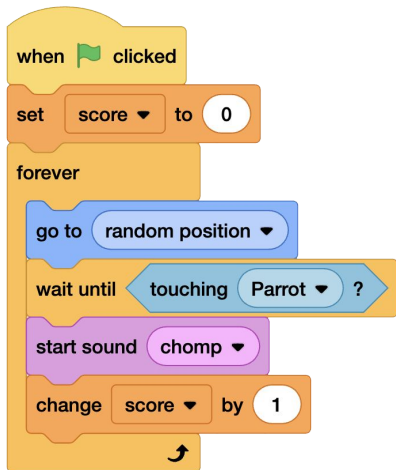 when clicked
set score to 0
forever
go to random position
wait until touching Parrot ?
start sound chomp
change score by 1